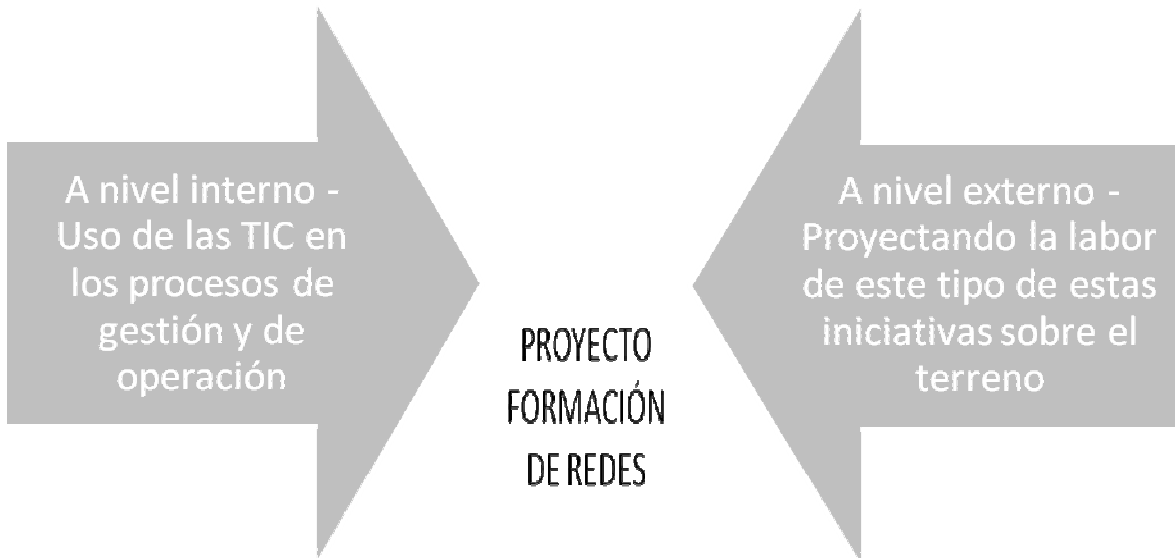 A nivel interno -
Uso de las TIC en
los procesos de
gestión y de
operación
PROYECTO
FORMACIÓN
DE REDES
A nivel externo -
Proyectando la labor
de este tipo de estas
iniciativas sobre el
terreno